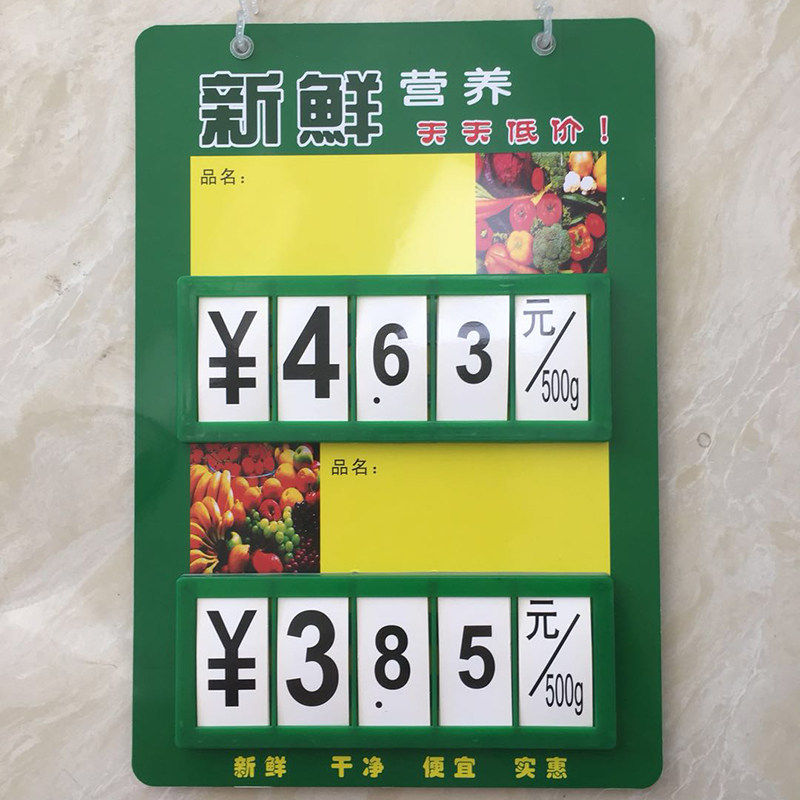 新鮮 营养
天天低价！
品名：
¥4.63元/500g
品名：
¥3.85元/500g
新鲜 干净 便宜 实惠